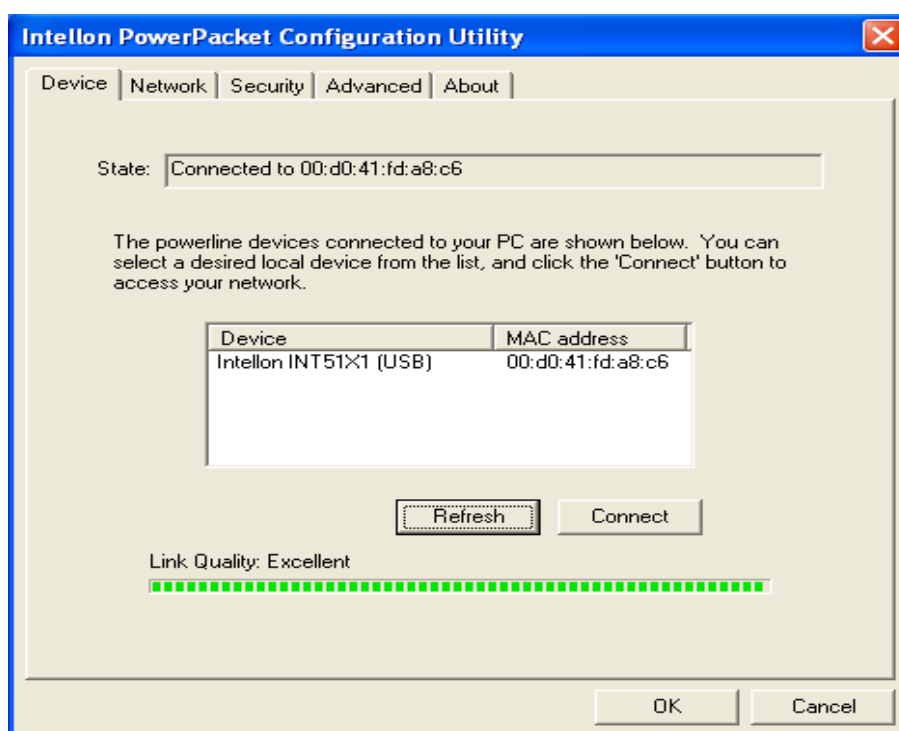 Intellon PowerPacket Configuration Utility
Device Network Security Advanced About
State: Connected to 00:d0:41:fd:a8:c6
The powerline devices connected to your PC are shown below. You can
select a desired local device from the list, and click the 'Connect' button to
access your network.
Device MAC address
Intellon INT51X1 (USB) 00:d0:41:fd:a8:c6
Refresh Connect
Link Quality: Excellent
OK Cancel